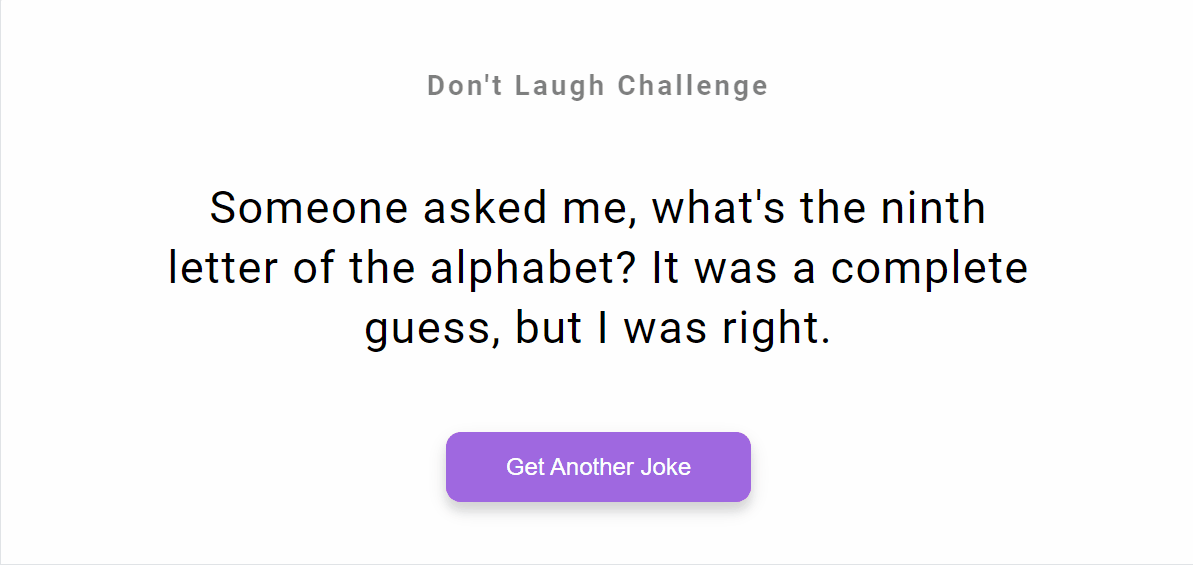 Don't Laugh Challenge
Someone asked me, what's the ninth
letter of the alphabet? It was a complete
guess, but I was right.
Get Another Joke